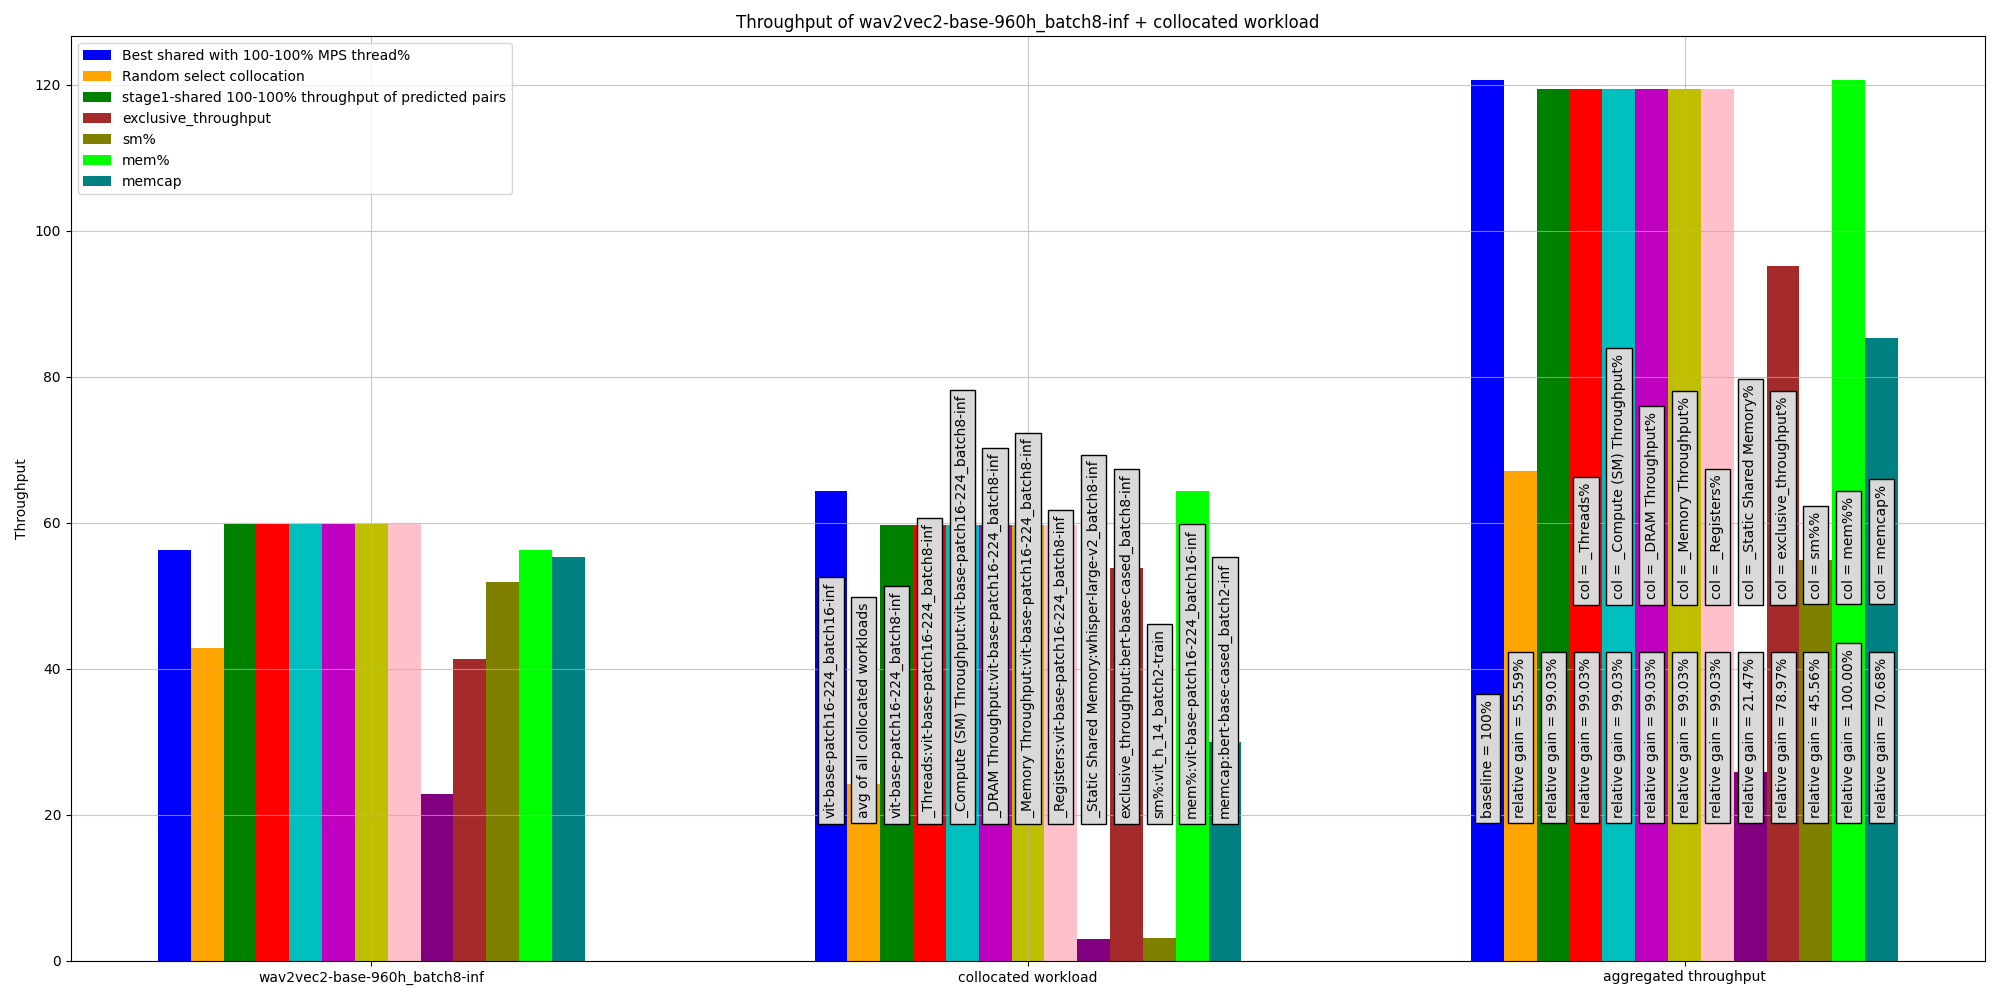 Throughput of wav2vec2-base-960h_batch8-inf + collocated workload
Best shared with 100-100% MPS thread%
Random select collocation
stage1-shared 100-100% throughput of predicted pairs
exclusive_throughput
sm%
mem%
memcap
Throughput
120
100
80
60
40
20
0
vit-base-patch16-224_batch16-inf
avg of all collocated workloads
vit-base-patch16-224_batch8-inf
_Threads:vit-base-patch16-224_batch8-inf
_Compute (SM) Throughput:vit-base-patch16-224_batch8-inf
_DRAM Throughput:vit-base-patch16-224_batch8-inf
_Memory Throughput:vit-base-patch16-224_batch8-inf
_Registers:vit-base-patch16-224_batch8-inf
_Static Shared Memory:whisper-large-v2_batch8-inf
exclusive_throughput:bert-base-cased_batch8-inf
sm%:vit_h_14_batch2-train
mem%:vit-base-patch16-224_batch16-inf
memcap:bert-base-cased_batch2-inf
col = _Threads%
col = _Compute (SM) Throughput%
col = _DRAM Throughput%
col = _Memory Throughput%
col = _Registers%
col = _Static Shared Memory%
col = exclusive_throughput%
col = sm%%
col = mem%%
col = memcap%
baseline = 100%
relative gain = 55.59%
relative gain = 99.03%
relative gain = 99.03%
relative gain = 99.03%
relative gain = 99.03%
relative gain = 99.03%
relative gain = 99.03%
relative gain = 21.47%
relative gain = 78.97%
relative gain = 45.56%
relative gain = 100.00%
relative gain = 70.68%
wav2vec2-base-960h_batch8-inf
collocated workload
aggregated throughput